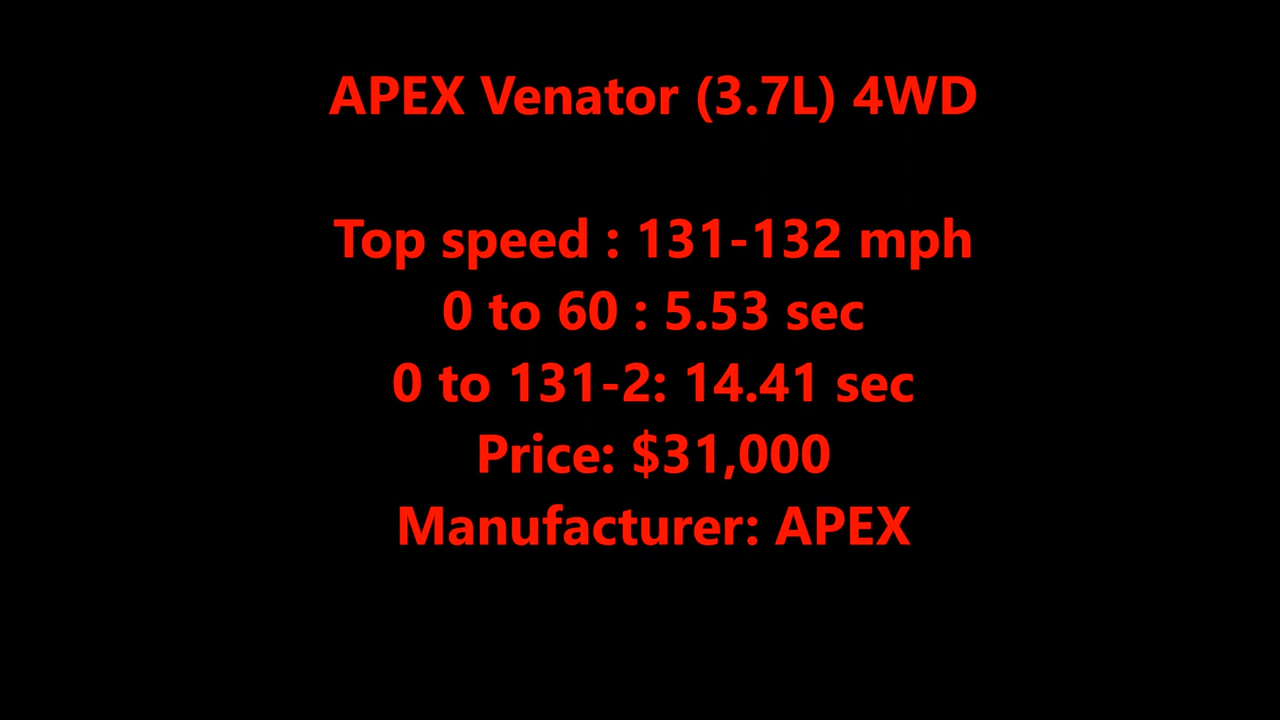 APEX Venator (3.7L) 4WD
Top speed : 131-132 mph
0 to 60 : 5.53 sec
0 to 131-2: 14.41 sec
Price: $31,000
Manufacturer: APEX